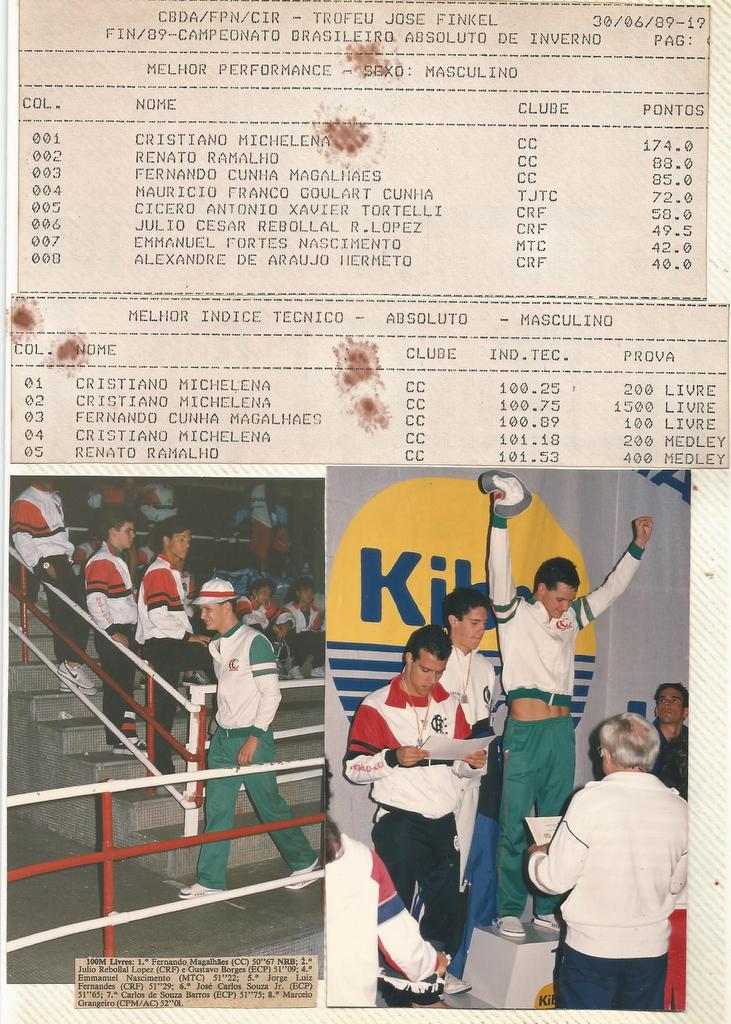 CBDA/FPN/CIR - TROFEU JOSE FINKEL 30/06/89-19
FIN/89-CAMPEONATO BRASILEIRO ABSOLUTO DE INVERNO PAG:
MELHOR PERFORMANCE - SEXO: MASCULINO
COL. NOME CLUBE PONTOS
001 CRISTIANO MICHELENA CC 174.0
002 RENATO RAMALHO CC 88.0
003 FERNANDO CUNHA MAGALHAES CC 85.0
004 MAURICIO FRANCO GOULART CUNHA TJTC 72.0
005 CICERO ANTONIO XAVIER TORTELLI CRF 58.0
006 JULIO CESAR REBOLLAL R.LOPEZ CRF 49.5
007 EMMANUEL FORTES NASCIMENTO MTC 42.0
008 ALEXANDRE DE ARAUJO HERMETO CRF 40.0
MELHOR INDICE TECNICO - ABSOLUTO - MASCULINO
COL. NOME CLUBE IND.TEC. PROVA
01 CRISTIANO MICHELENA CC 100.25 200 LIVRE
02 CRISTIANO MICHELENA CC 100.75 1500 LIVRE
03 FERNANDO CUNHA MAGALHAES CC 100.89 100 LIVRE
04 CRISTIANO MICHELENA CC 101.18 200 MEDLEY
05 RENATO RAMALHO CC 101.53 400 MEDLEY
Kib
Kib
100M Livres: 1.º Fernando Magalhães (CC) 50"67 NRB; 2.º
Julio Rebollal Lopez (CRF) e Gustavo Borges (ECP) 51"09; 4.º
Emmanuel Nascimento (MTC) 51"22; 5.º Jorge Luiz
Fernandes (CRF) 51"29; 6.º José Carlos Souza Jr. (ECP)
51"65; 7.º Carlos de Souza Barros (ECP) 51"75; 8.º Marcelo
Grangeiro (CPM/AC) 52"01.